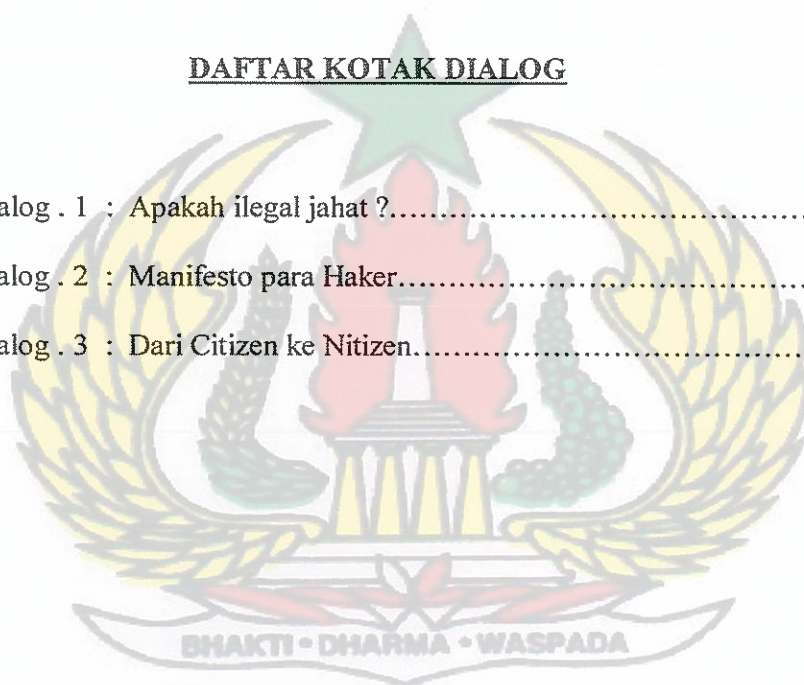 DAFTAR KOTAK DIALOG
alog . 1 : Apakah ilegal jahat ?........................................
alog . 2 : Manifesto para Haker........................................
alog . 3 : Dari Citizen ke Nitizen........................................
BHAKTI • DHARMA • WASPADA